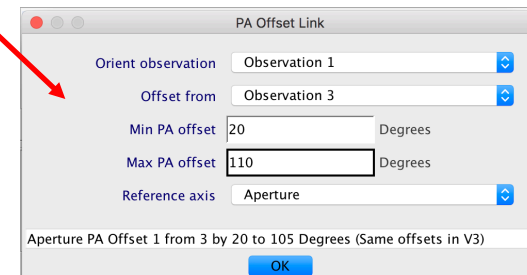 PA Offset Link
Orient observation Observation 1
Offset from Observation 3
Min PA offset 20 Degrees
Max PA offset 110 Degrees
Reference axis Aperture
Aperture PA Offset 1 from 3 by 20 to 105 Degrees (Same offsets in V3)
OK